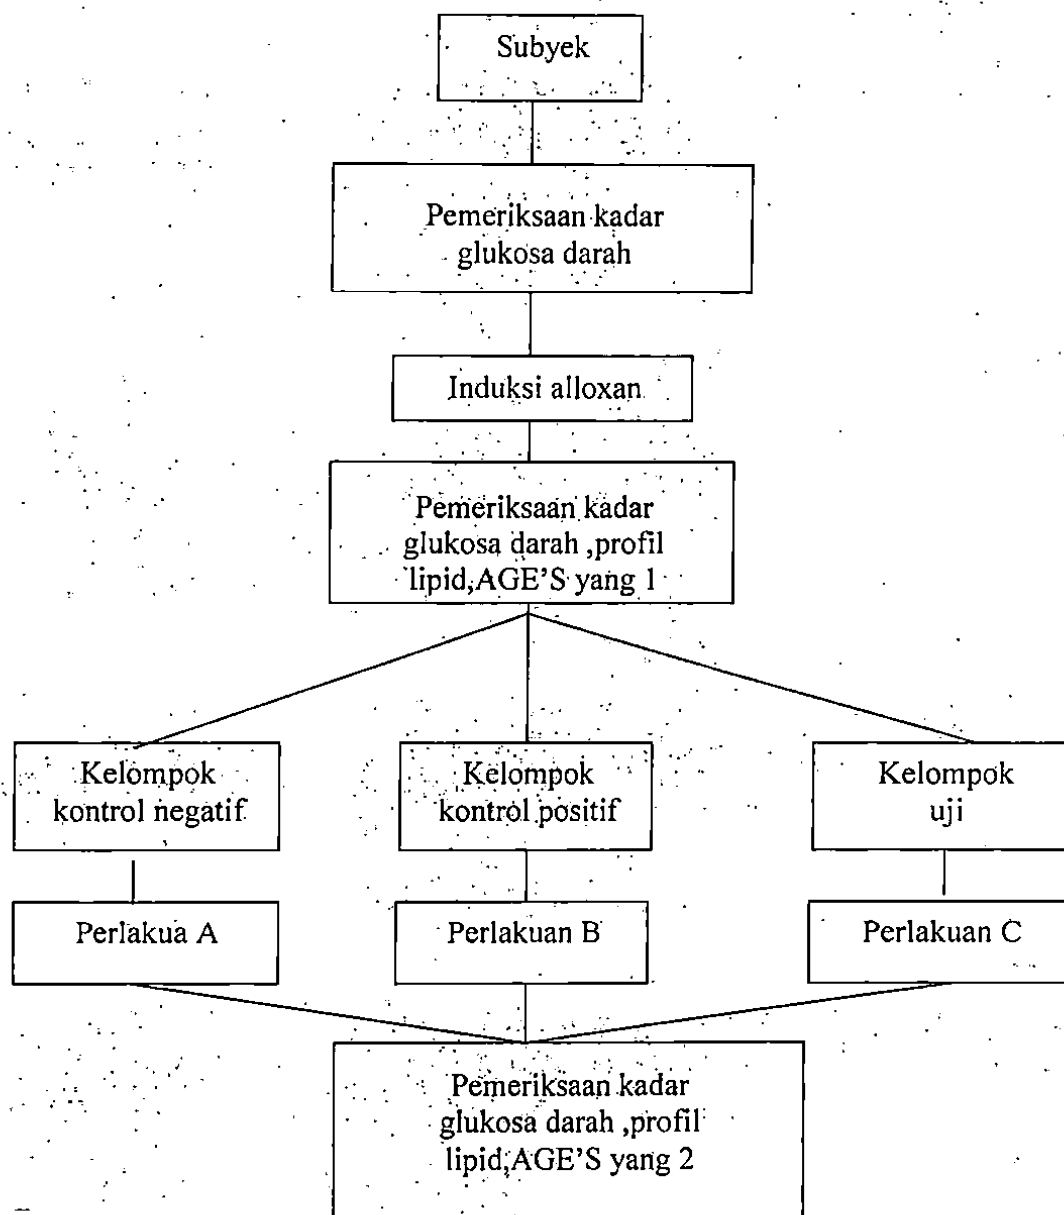 Subyek
Pemeriksaan kadar
glukosa darah
Induksi alloxan
Pemeriksaan kadar
glukosa darah ,profil
lipid,AGE'S yang 1
Kelompok
kontrol negatif
Kelompok
kontrol positif
Kelompok
uji
Perlakua A
Perlakuan B
Perlakuan C
Pemeriksaan kadar
glukosa darah ,profil
lipid,AGE'S yang 2